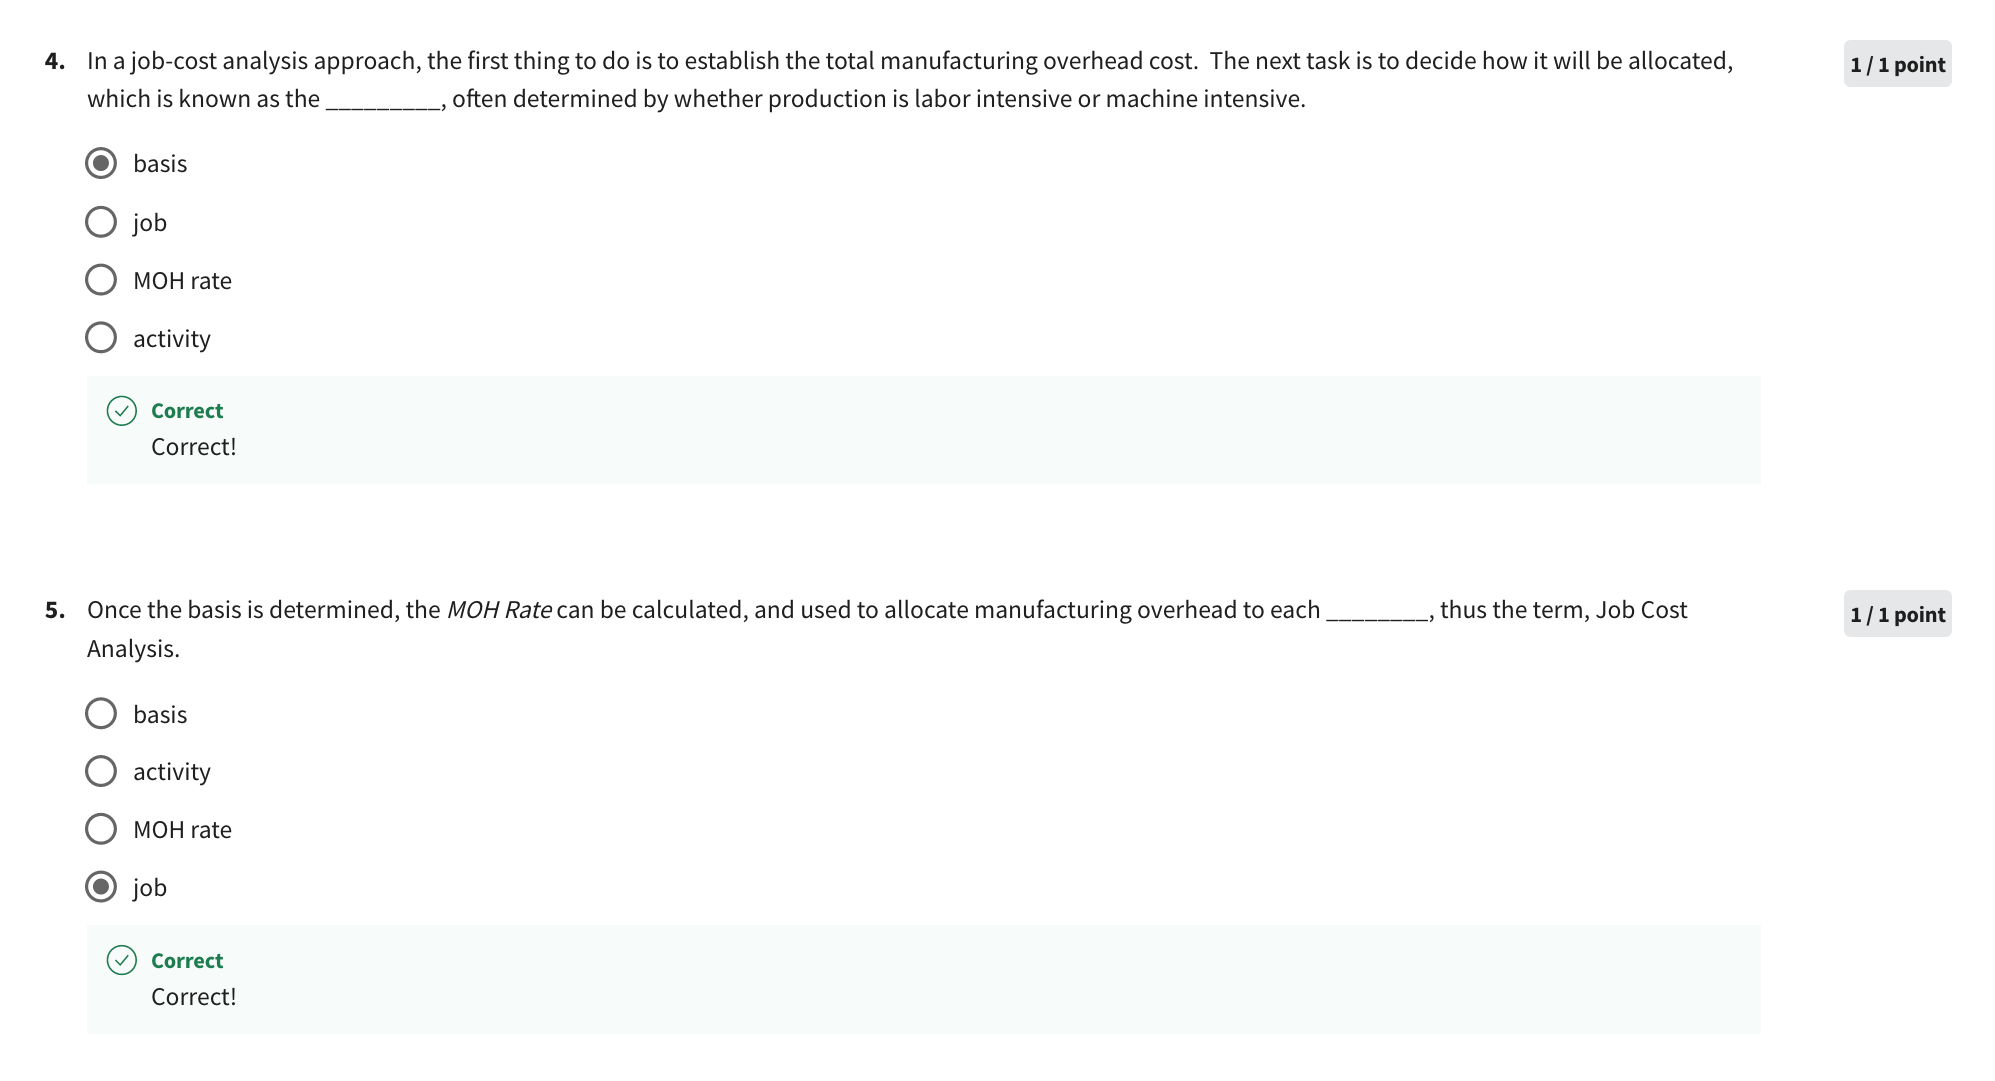 4. In a job-cost analysis approach, the first thing to do is to establish the total manufacturing overhead cost.  The next task is to decide how it will be allocated,
1 / 1 point
which is known as the _________, often determined by whether production is labor intensive or machine intensive.
basis
job
MOH rate
activity
Correct
Correct!
5. Once the basis is determined, the MOH Rate can be calculated, and used to allocate manufacturing overhead to each ________, thus the term, Job Cost
1 / 1 point
Analysis.
basis
activity
MOH rate
job
Correct
Correct!